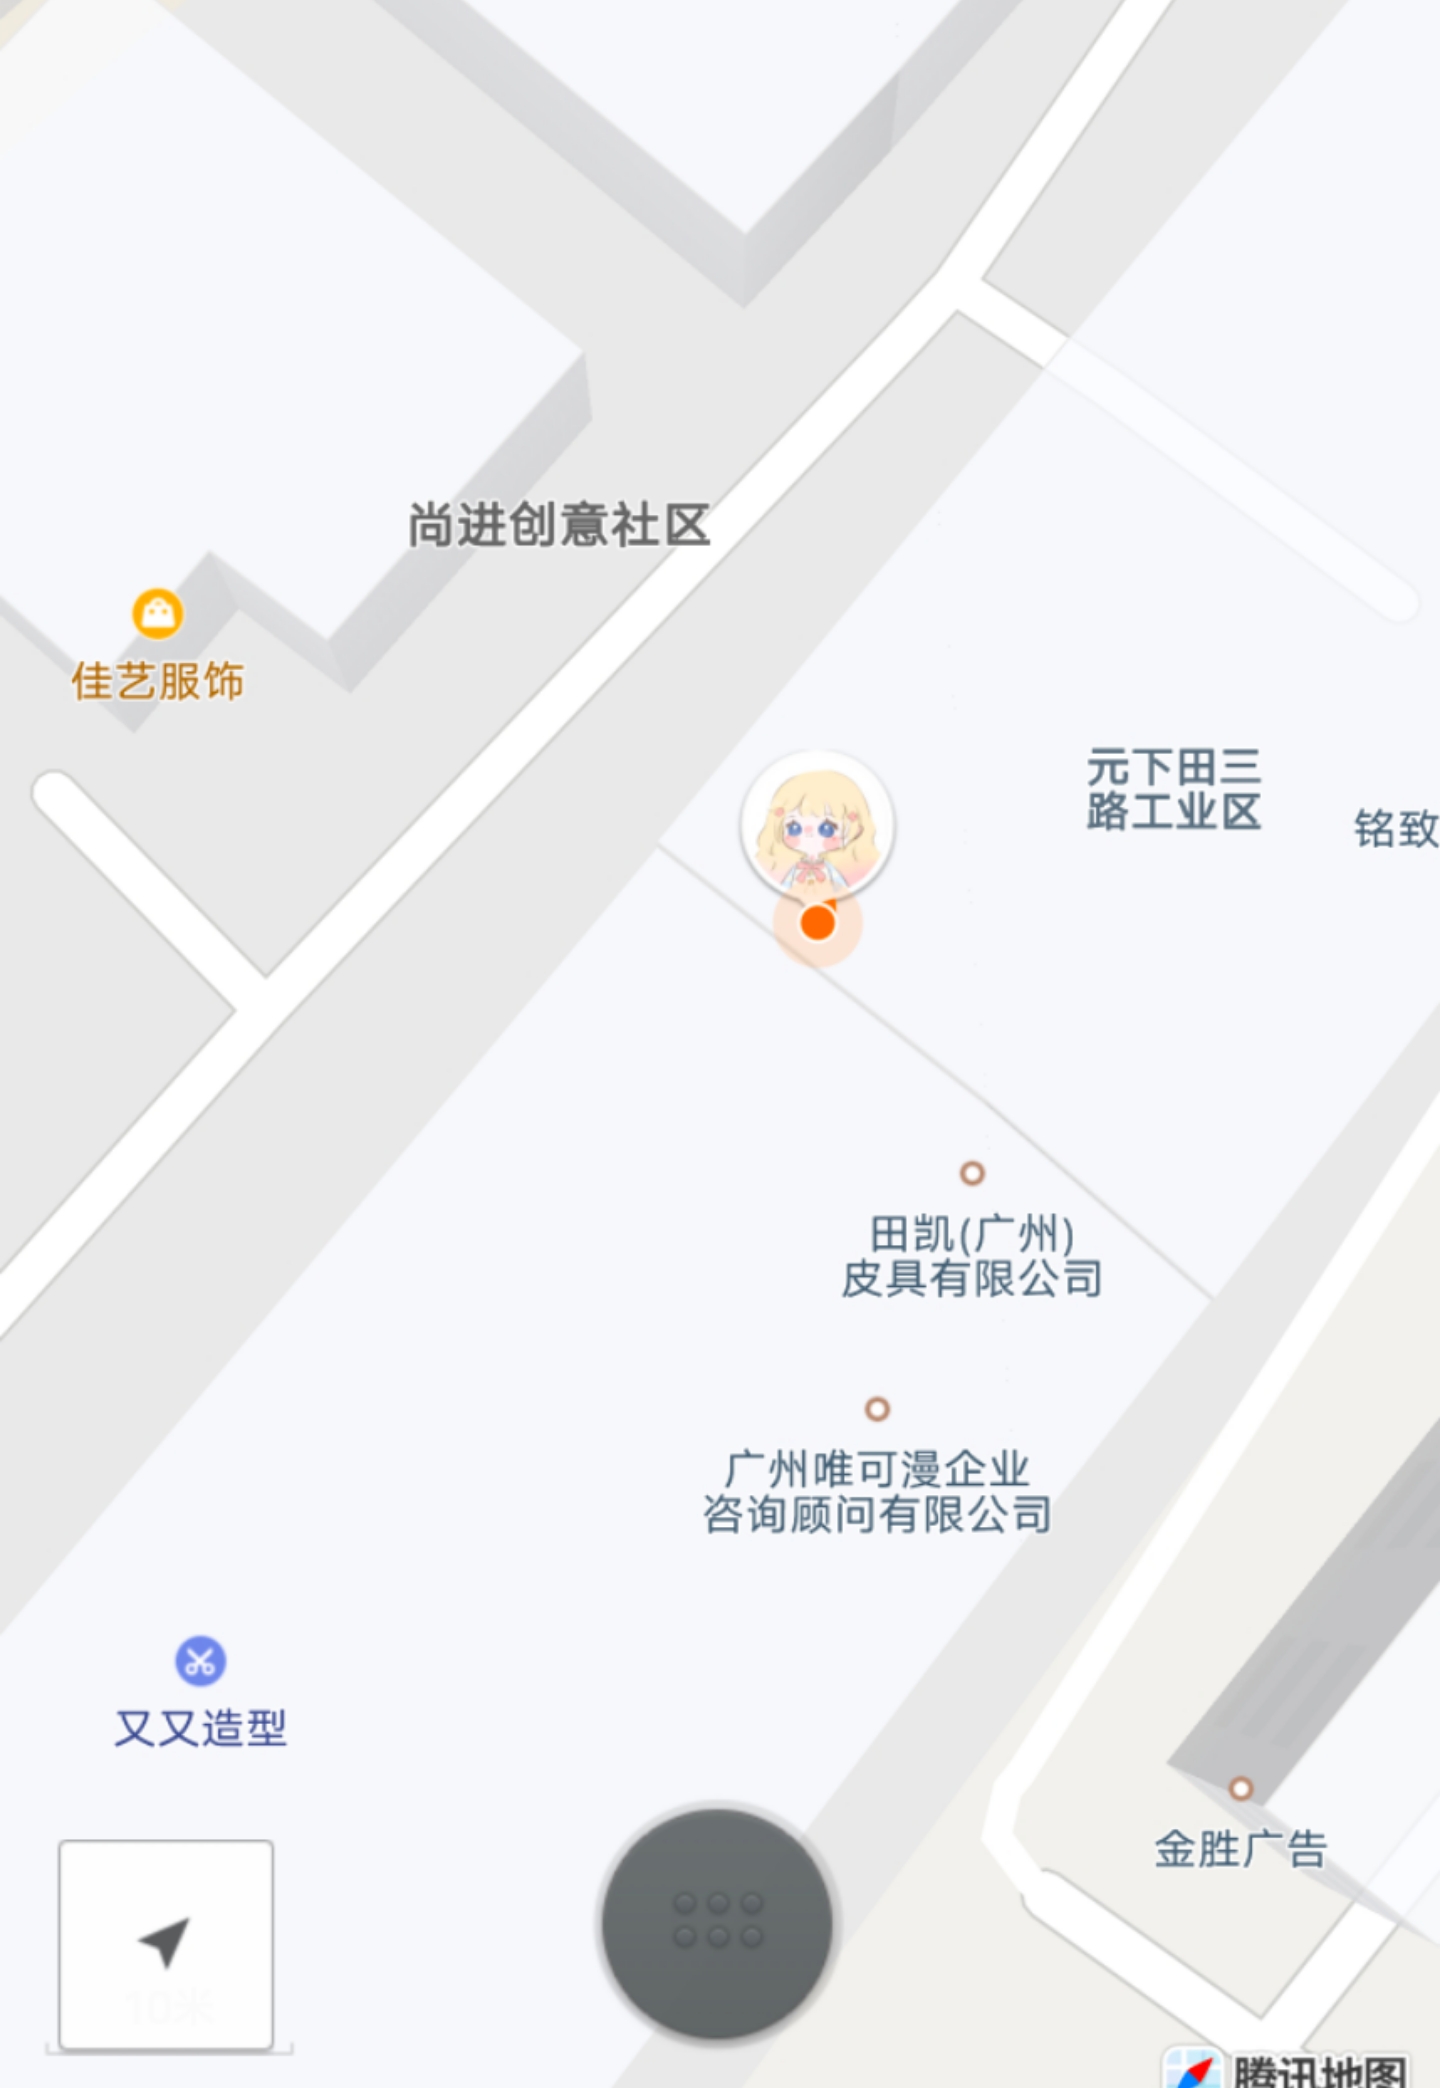 尚进创意社区
佳艺服饰
元下田三
路工业区
铭致
田凯(广州)
皮具有限公司
广州唯可漫企业
咨询顾问有限公司
又又造型
金胜广告
10米
腾讯地图